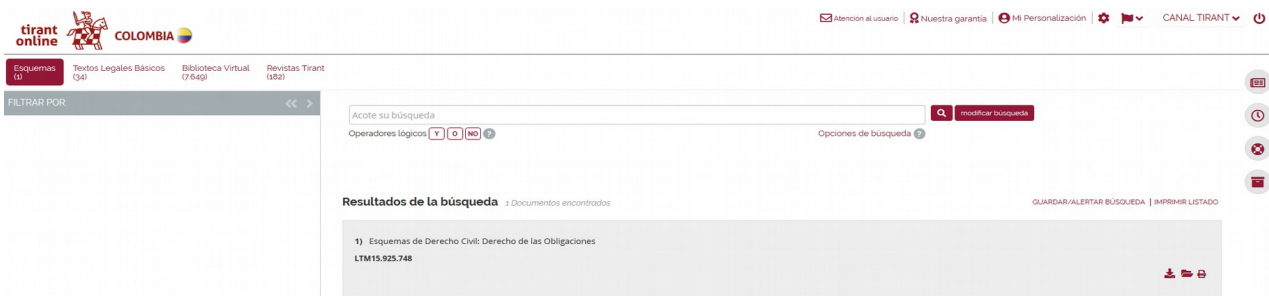 tirant online COLOMBIA
Atención al usuario | Nuestra garantía | Mi Personalización | CANAL TIRANT
Esquemas (1) Textos Legales Básicos (34) Biblioteca Virtual (7.649) Revistas Tirant (182)
FILTRAR POR:
Acote su búsqueda modificar búsqueda
Operadores lógicos Y O NO ? Opciones de búsqueda ?
Resultados de la búsqueda 1 Documentos encontrados GUARDAR/ALERTAR BÚSQUEDA | IMPRIMIR LISTADO
1) Esquemas de Derecho Civil: Derecho de las Obligaciones
LTM15.925.748